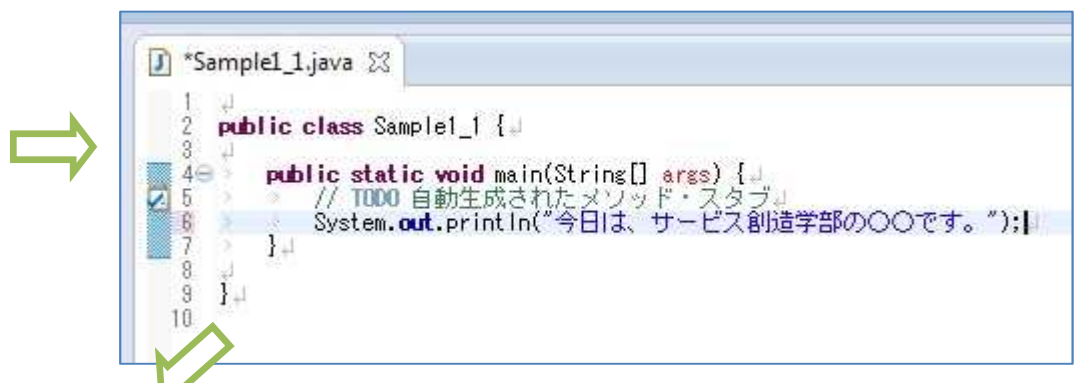 *Sample1_1.java
1
2 public class Sample1_1 {
3
4 public static void main(String[] args) {
5 // TODO 自動生成されたメソッド・スタブ
6 System.out.println("今日は、サービス創造学部の〇〇です。");
7 }
8
9 }
10